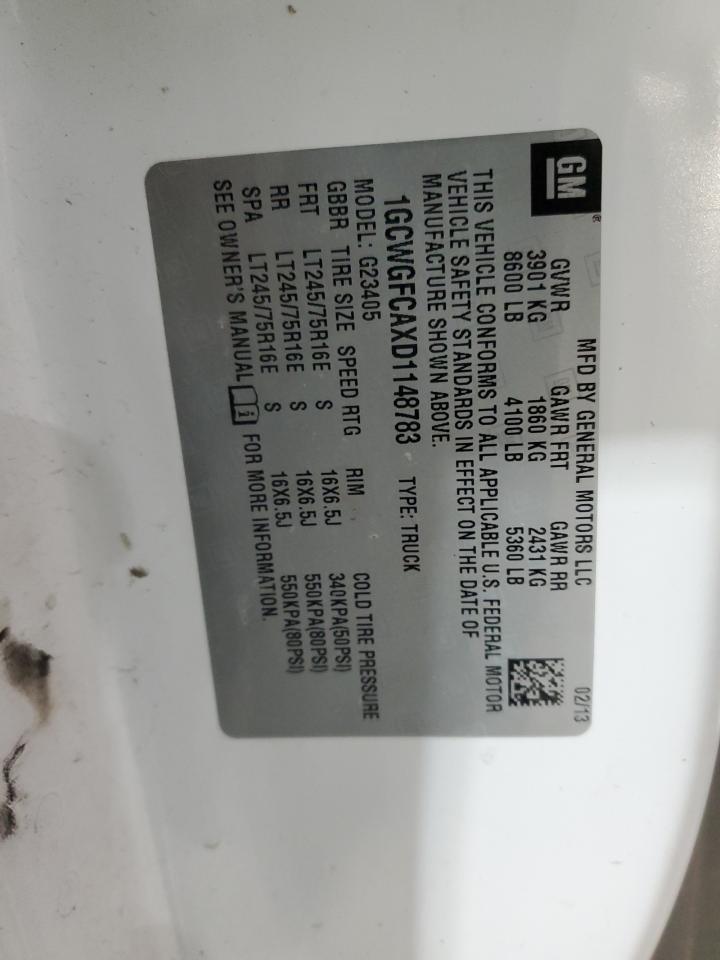 GM
MFD BY GENERAL MOTORS LLC 02/13
GVWR GAWR FRT GAWR RR
3901 KG 1860 KG 2431 KG
8600 LB 4100 LB 5360 LB
THIS VEHICLE CONFORMS TO ALL APPLICABLE U.S. FEDERAL MOTOR
VEHICLE SAFETY STANDARDS IN EFFECT ON THE DATE OF
MANUFACTURE SHOWN ABOVE.
1GCWGFCAXD1148783 TYPE: TRUCK
MODEL: G23405
GBBR TIRE SIZE SPEED RTG RIM COLD TIRE PRESSURE
FRT LT245/75R16E S 16X6.5J 340KPA(50PSI)
RR LT245/75R16E S 16X6.5J 550KPA(80PSI)
SPA LT245/75R16E S 16X6.5J 550KPA(80PSI)
SEE OWNER'S MANUAL FOR MORE INFORMATION.